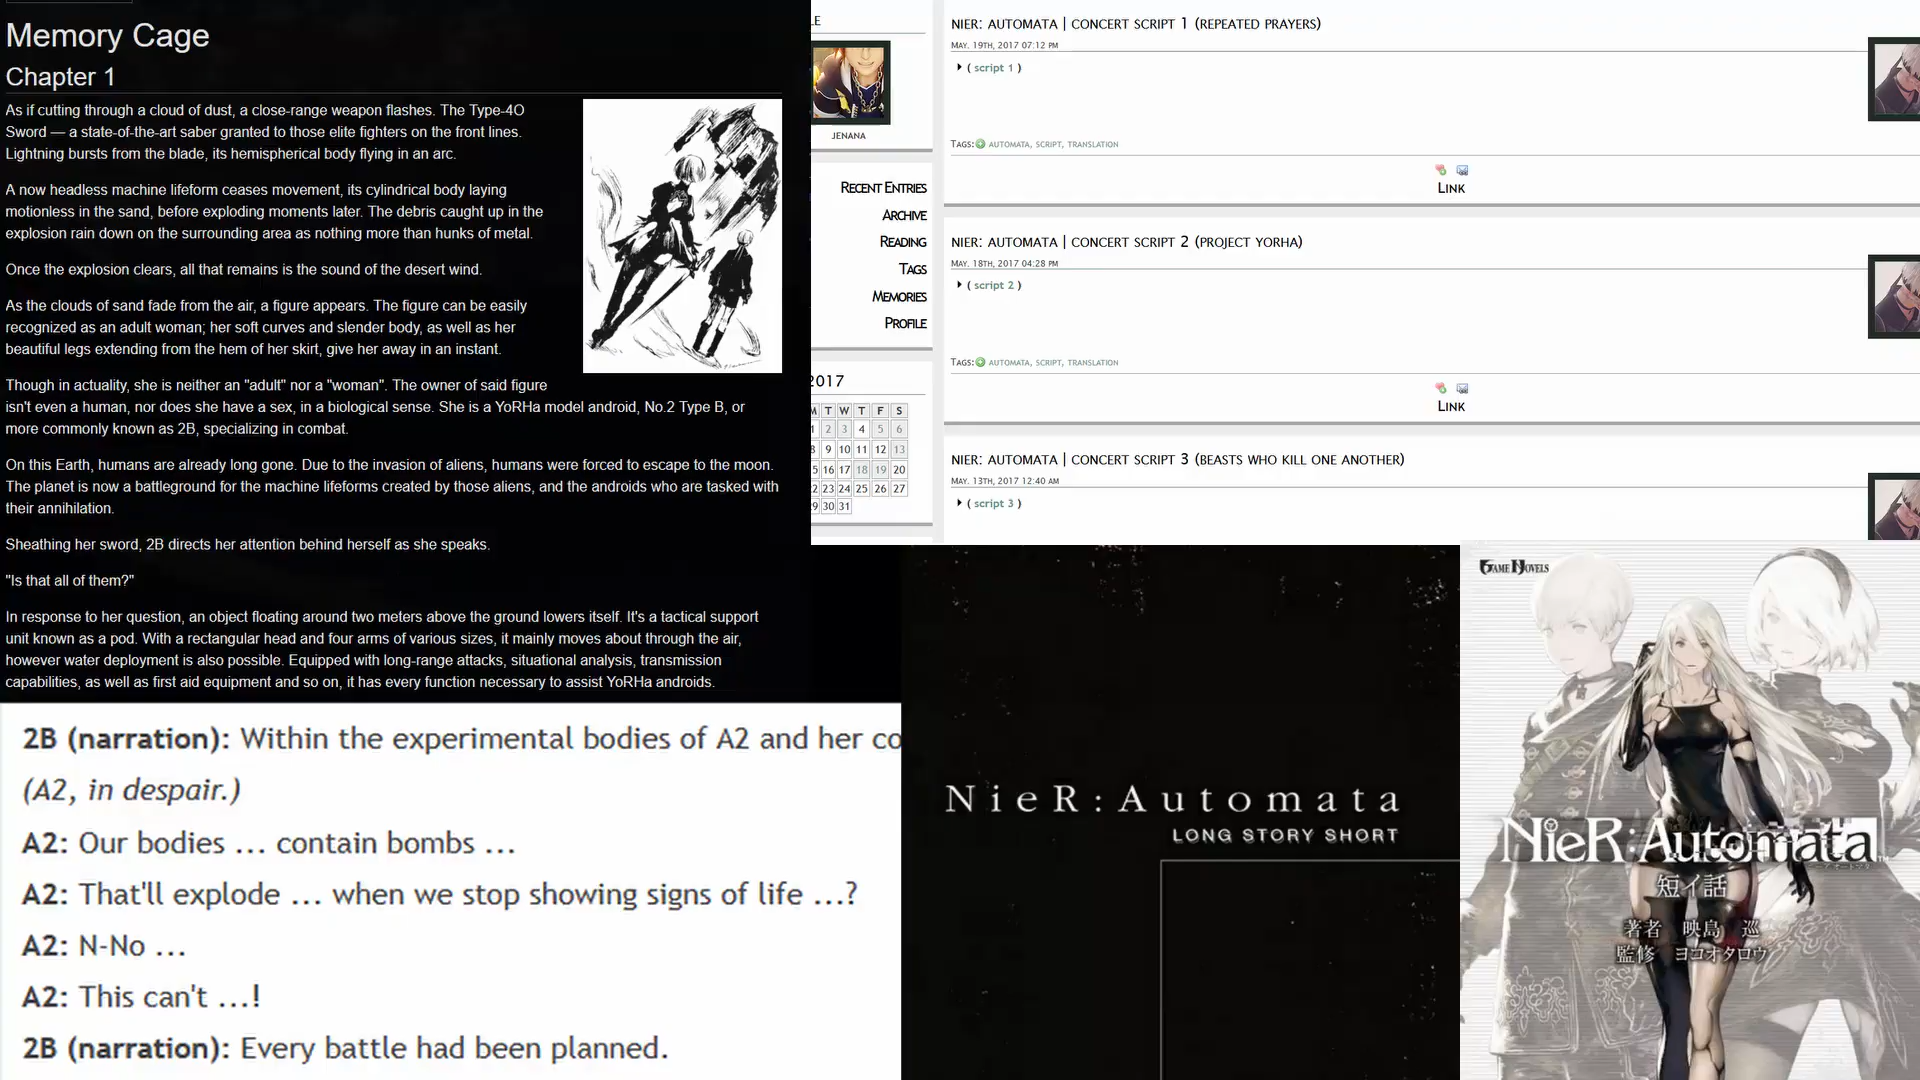 Memory Cage
Chapter 1
As if cutting through a cloud of dust, a close-range weapon flashes. The Type-4O
Sword — a state-of-the-art saber granted to those elite fighters on the front lines.
Lightning bursts from the blade, its hemispherical body flying in an arc.
A now headless machine lifeform ceases movement, its cylindrical body laying
motionless in the sand, before exploding moments later. The debris caught up in the
explosion rain down on the surrounding area as nothing more than hunks of metal.
Once the explosion clears, all that remains is the sound of the desert wind.
As the clouds of sand fade from the air, a figure appears. The figure can be easily
recognized as an adult woman; her soft curves and slender body, as well as her
beautiful legs extending from the hem of her skirt, give her away in an instant.
Though in actuality, she is neither an "adult" nor a "woman". The owner of said figure
isn't even a human, nor does she have a sex, in a biological sense. She is a YoRHa model android, No.2 Type B, or
more commonly known as 2B, specializing in combat.
On this Earth, humans are already long gone. Due to the invasion of aliens, humans were forced to escape to the moon.
The planet is now a battleground for the machine lifeforms created by those aliens, and the androids who are tasked with
their annihilation.
Sheathing her sword, 2B directs her attention behind herself as she speaks.
"Is that all of them?"
In response to her question, an object floating around two meters above the ground lowers itself. It's a tactical support
unit known as a pod. With a rectangular head and four arms of various sizes, it mainly moves about through the air,
however water deployment is also possible. Equipped with long-range attacks, situational analysis, transmission
capabilities, as well as first aid equipment and so on, it has every function necessary to assist YoRHa androids.
LE
JENANA
RECENT ENTRIES
ARCHIVE
READING
TAGS
MEMORIES
PROFILE
2017
M T W T F S
1 2 3 4 5 6
8 9 10 11 12 13
15 16 17 18 19 20
22 23 24 25 26 27
29 30 31
NIER: AUTOMATA | CONCERT SCRIPT 1 (REPEATED PRAYERS)
MAY. 19TH, 2017 07:12 PM
( script 1 )
TAGS: AUTOMATA, SCRIPT, TRANSLATION
LINK
NIER: AUTOMATA | CONCERT SCRIPT 2 (PROJECT YORHA)
MAY. 18TH, 2017 04:28 PM
( script 2 )
TAGS: AUTOMATA, SCRIPT, TRANSLATION
LINK
NIER: AUTOMATA | CONCERT SCRIPT 3 (BEASTS WHO KILL ONE ANOTHER)
MAY. 13TH, 2017 12:40 AM
( script 3 )
2B (narration): Within the experimental bodies of A2 and her co
(A2, in despair.)
A2: Our bodies ... contain bombs ...
A2: That'll explode ... when we stop showing signs of life ...?
A2: N-No ...
A2: This can't ...!
2B (narration): Every battle had been planned.
NieR:Automata
LONG STORY SHORT
GAME NOVELS
NieR:Automata
短イ話
著者 映島 巡
監修 ヨコオタロウ